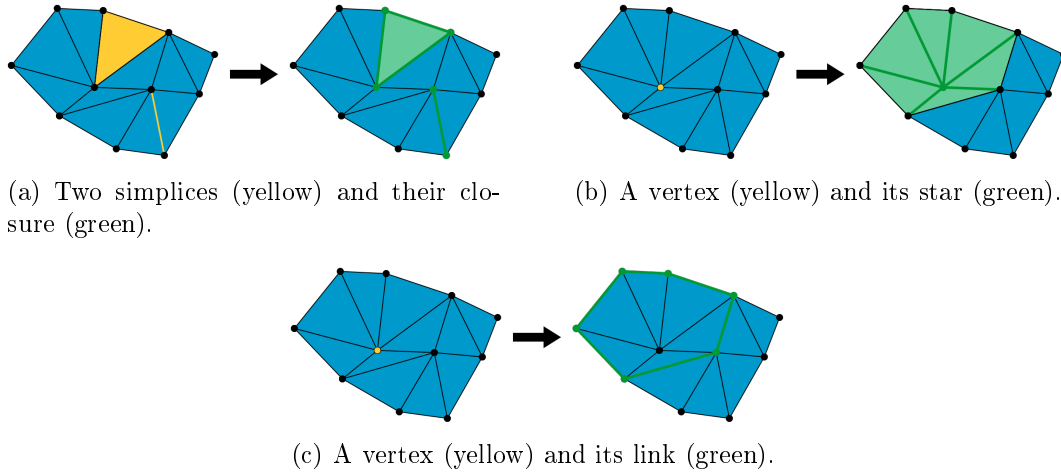 (a) Two simplices (yellow) and their clo-
sure (green).
(b) A vertex (yellow) and its star (green).
(c) A vertex (yellow) and its link (green).